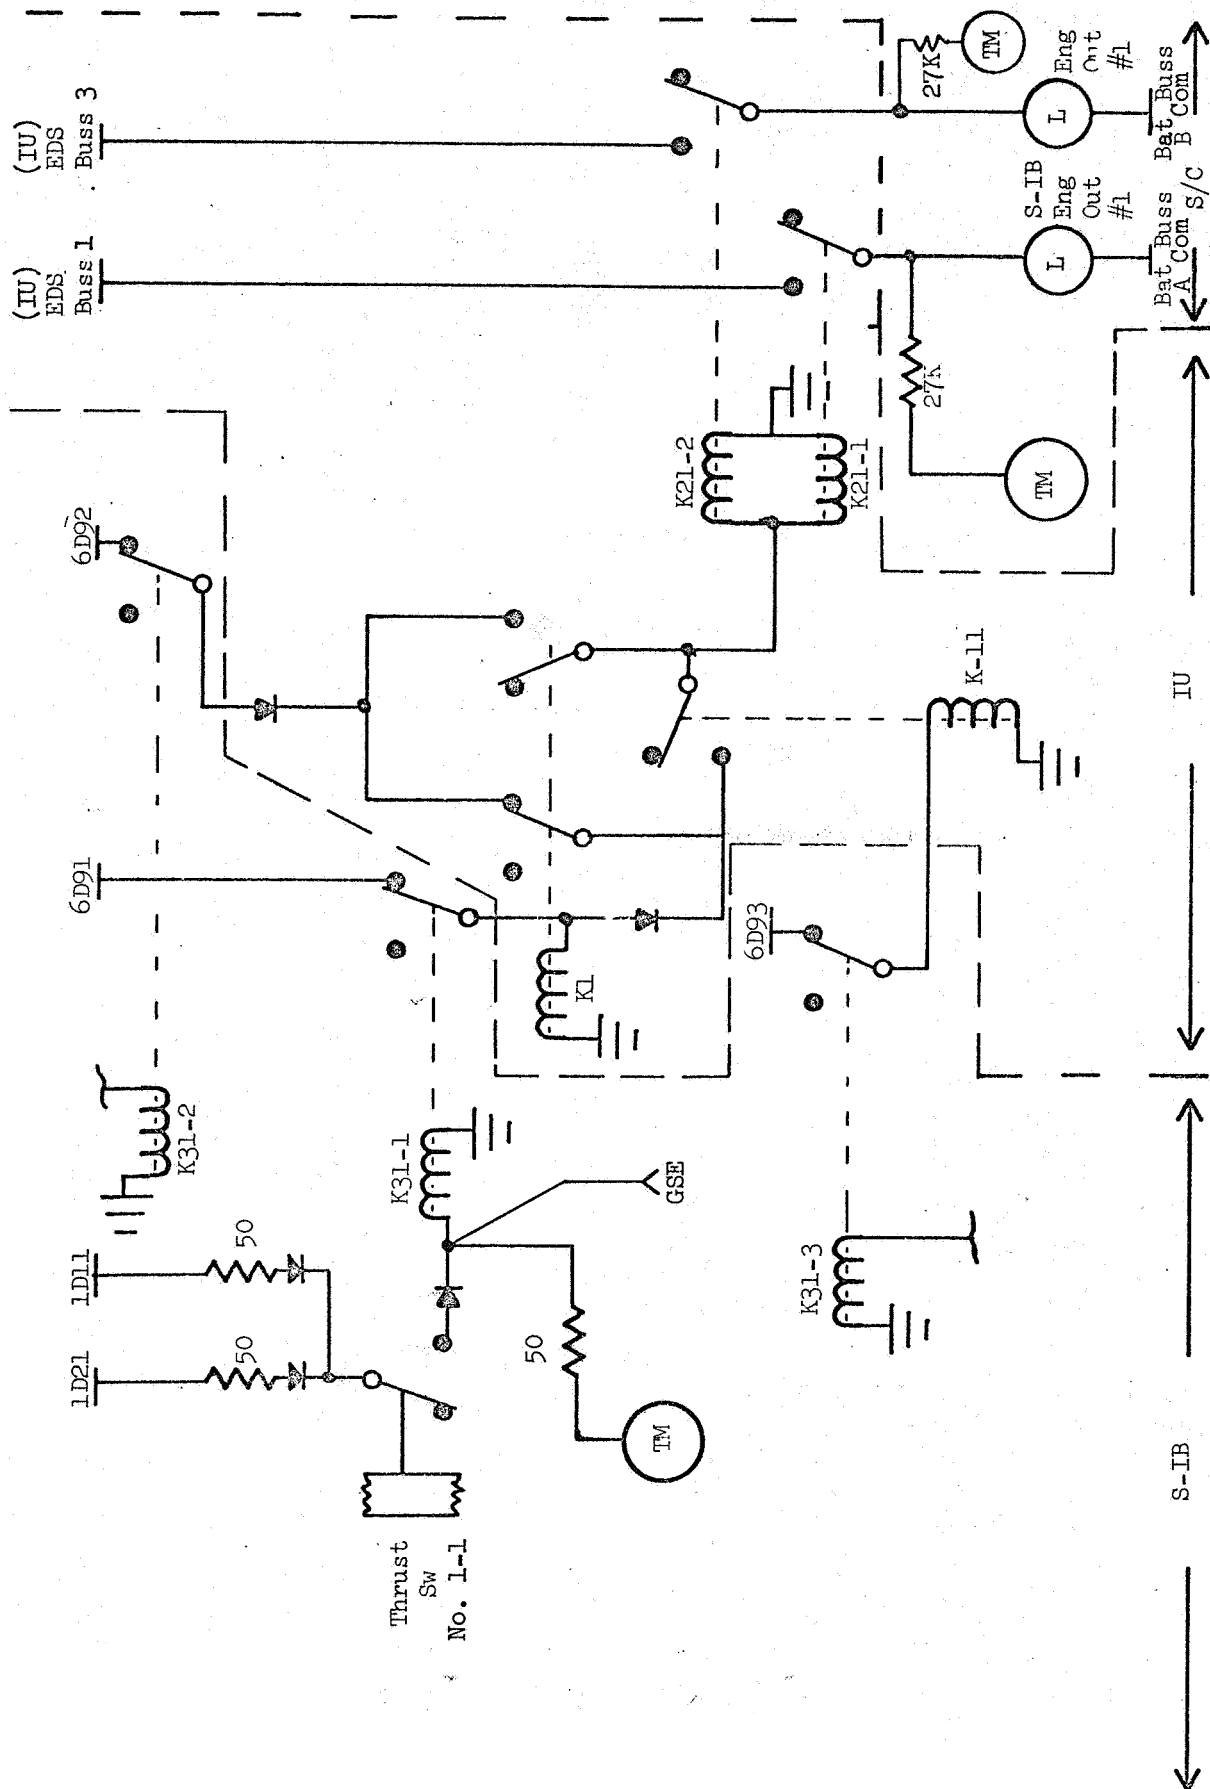 (IU)
EDS
Buss 3
(IU)
EDS
Buss 1
6D92
6D91
6D93
1D11
1D21
50
50
50
K31-2
K31-1
K31-3
K1
K-11
K21-2
K21-1
GSE
TM
Thrust
Sw
No. 1-1
27K
TM
27K
TM
L
Eng
Out
#1
L
S-IB
Eng
Out
#1
Bat Buss
B Com
Bat Buss
A Com
S/C
IU
S-IB